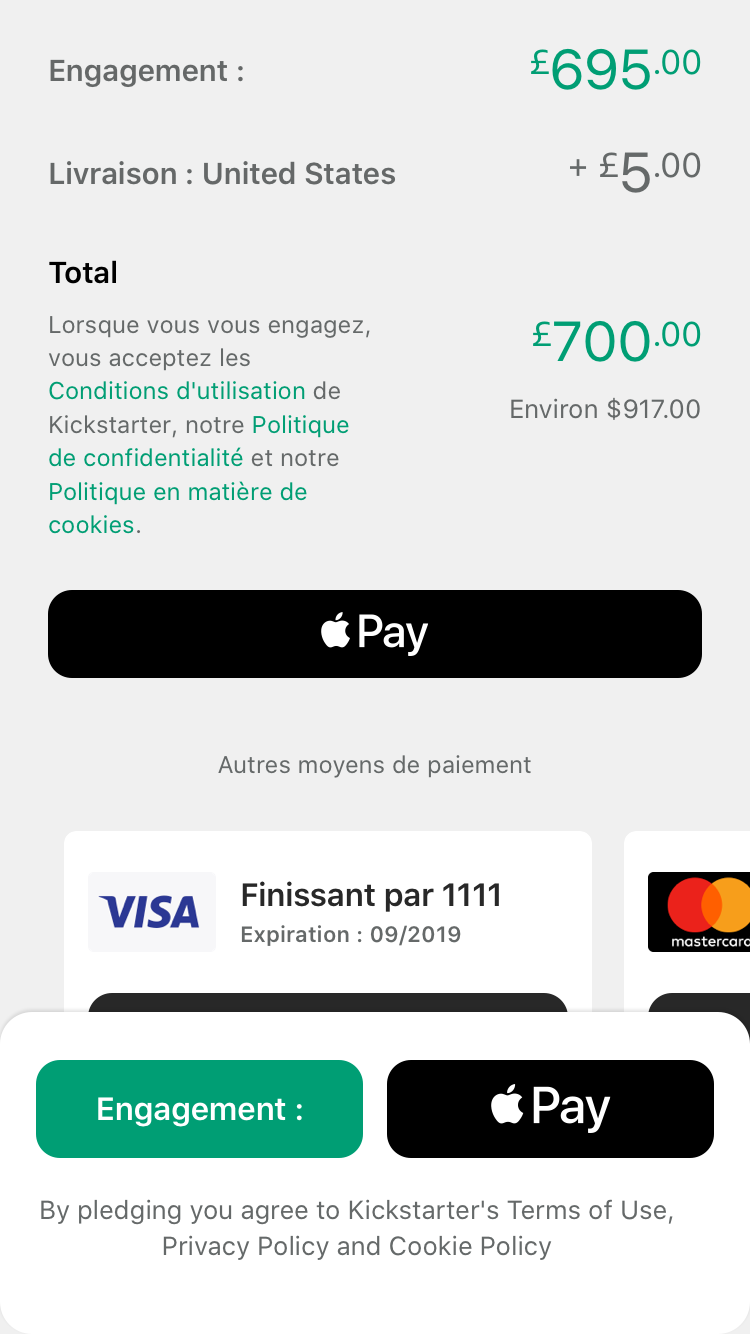 Engagement : £695.00
Livraison : United States + £5.00
Total
Lorsque vous vous engagez,
vous acceptez les
Conditions d'utilisation de
Kickstarter, notre Politique
de confidentialité et notre
Politique en matière de
cookies.
£700.00
Environ $917.00
Pay
Autres moyens de paiement
VISA
Finissant par 1111
Expiration : 09/2019
mastercard
Engagement :
Pay
By pledging you agree to Kickstarter's Terms of Use,
Privacy Policy and Cookie Policy